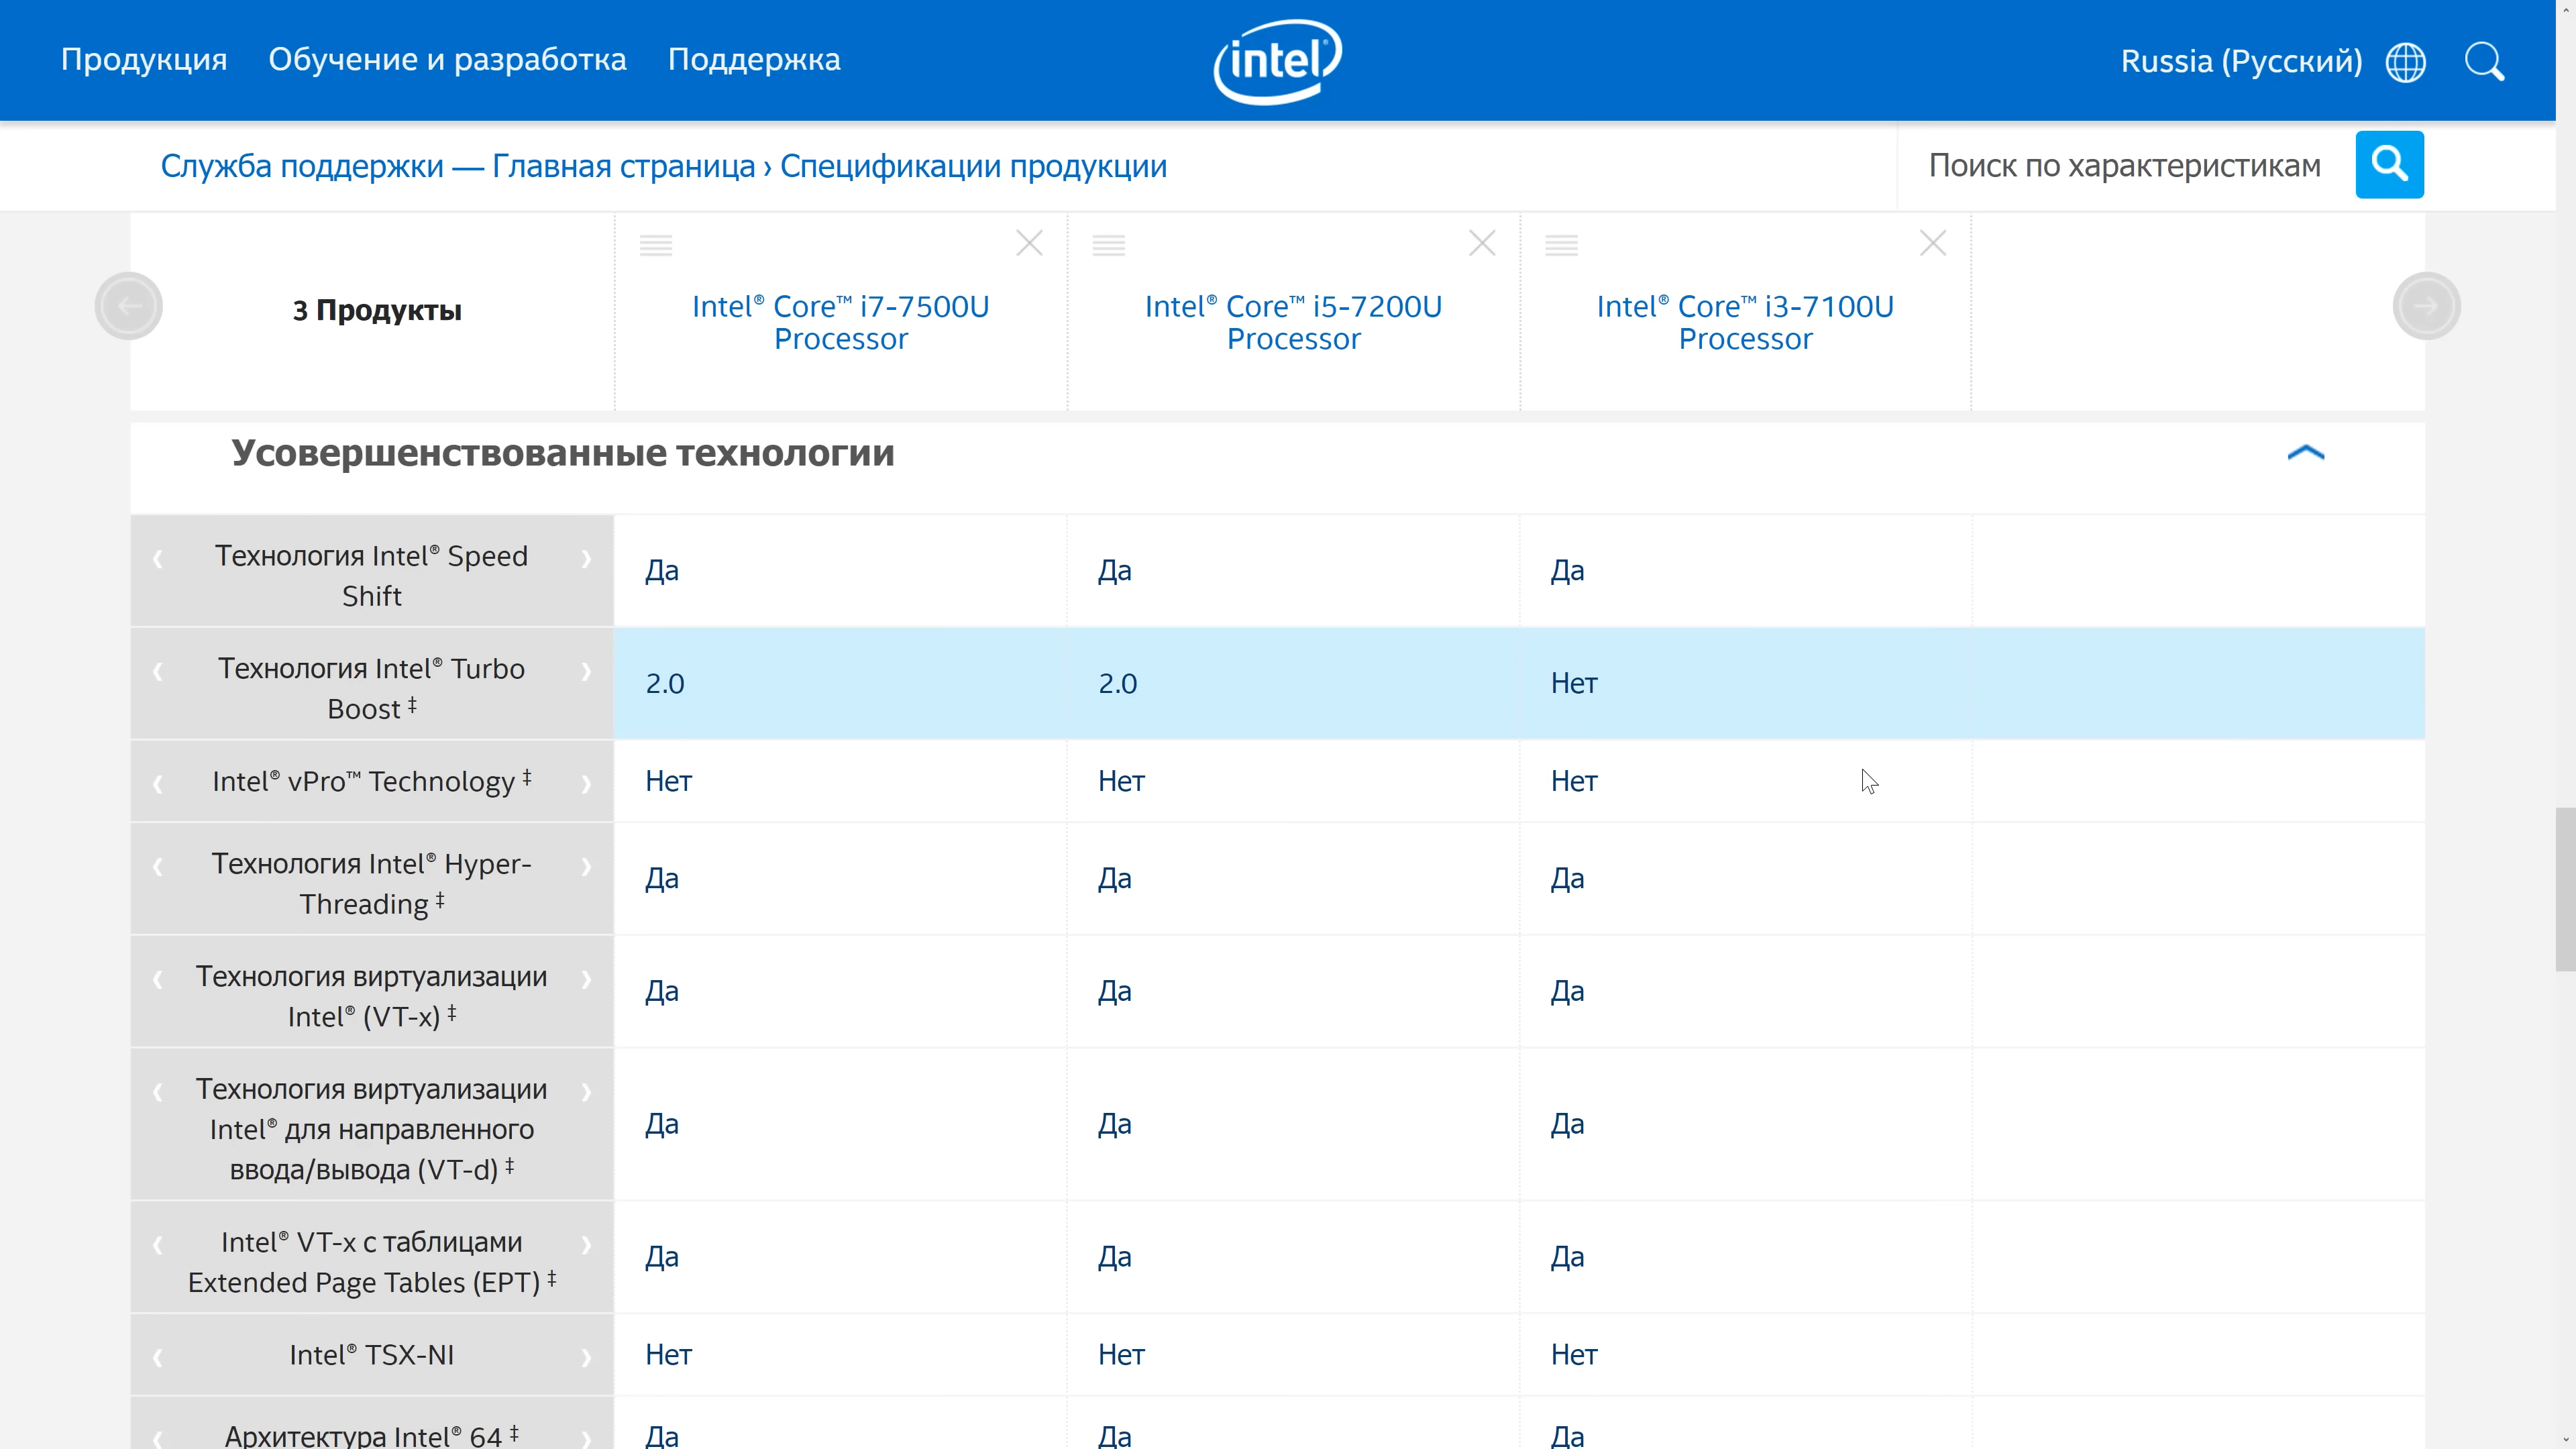 Продукция Обучение и разработка Поддержка intel® Russia (Русский)
Служба поддержки — Главная страница › Спецификации продукции Поиск по характеристикам
3 Продукты
Intel® Core™ i7-7500U
Processor
Intel® Core™ i5-7200U
Processor
Intel® Core™ i3-7100U
Processor
Усовершенствованные технологии
Технология Intel® Speed
Shift
Да Да Да
Технология Intel® Turbo
Boost ‡
2.0 2.0 Нет
Intel® vPro™ Technology ‡ Нет Нет Нет
Технология Intel® Hyper-
Threading ‡
Да Да Да
Технология виртуализации
Intel® (VT-x) ‡
Да Да Да
Технология виртуализации
Intel® для направленного
ввода/вывода (VT-d) ‡
Да Да Да
Intel® VT-x с таблицами
Extended Page Tables (EPT) ‡
Да Да Да
Intel® TSX-NI Нет Нет Нет
Архитектура Intel® 64 ‡ Да Да Да